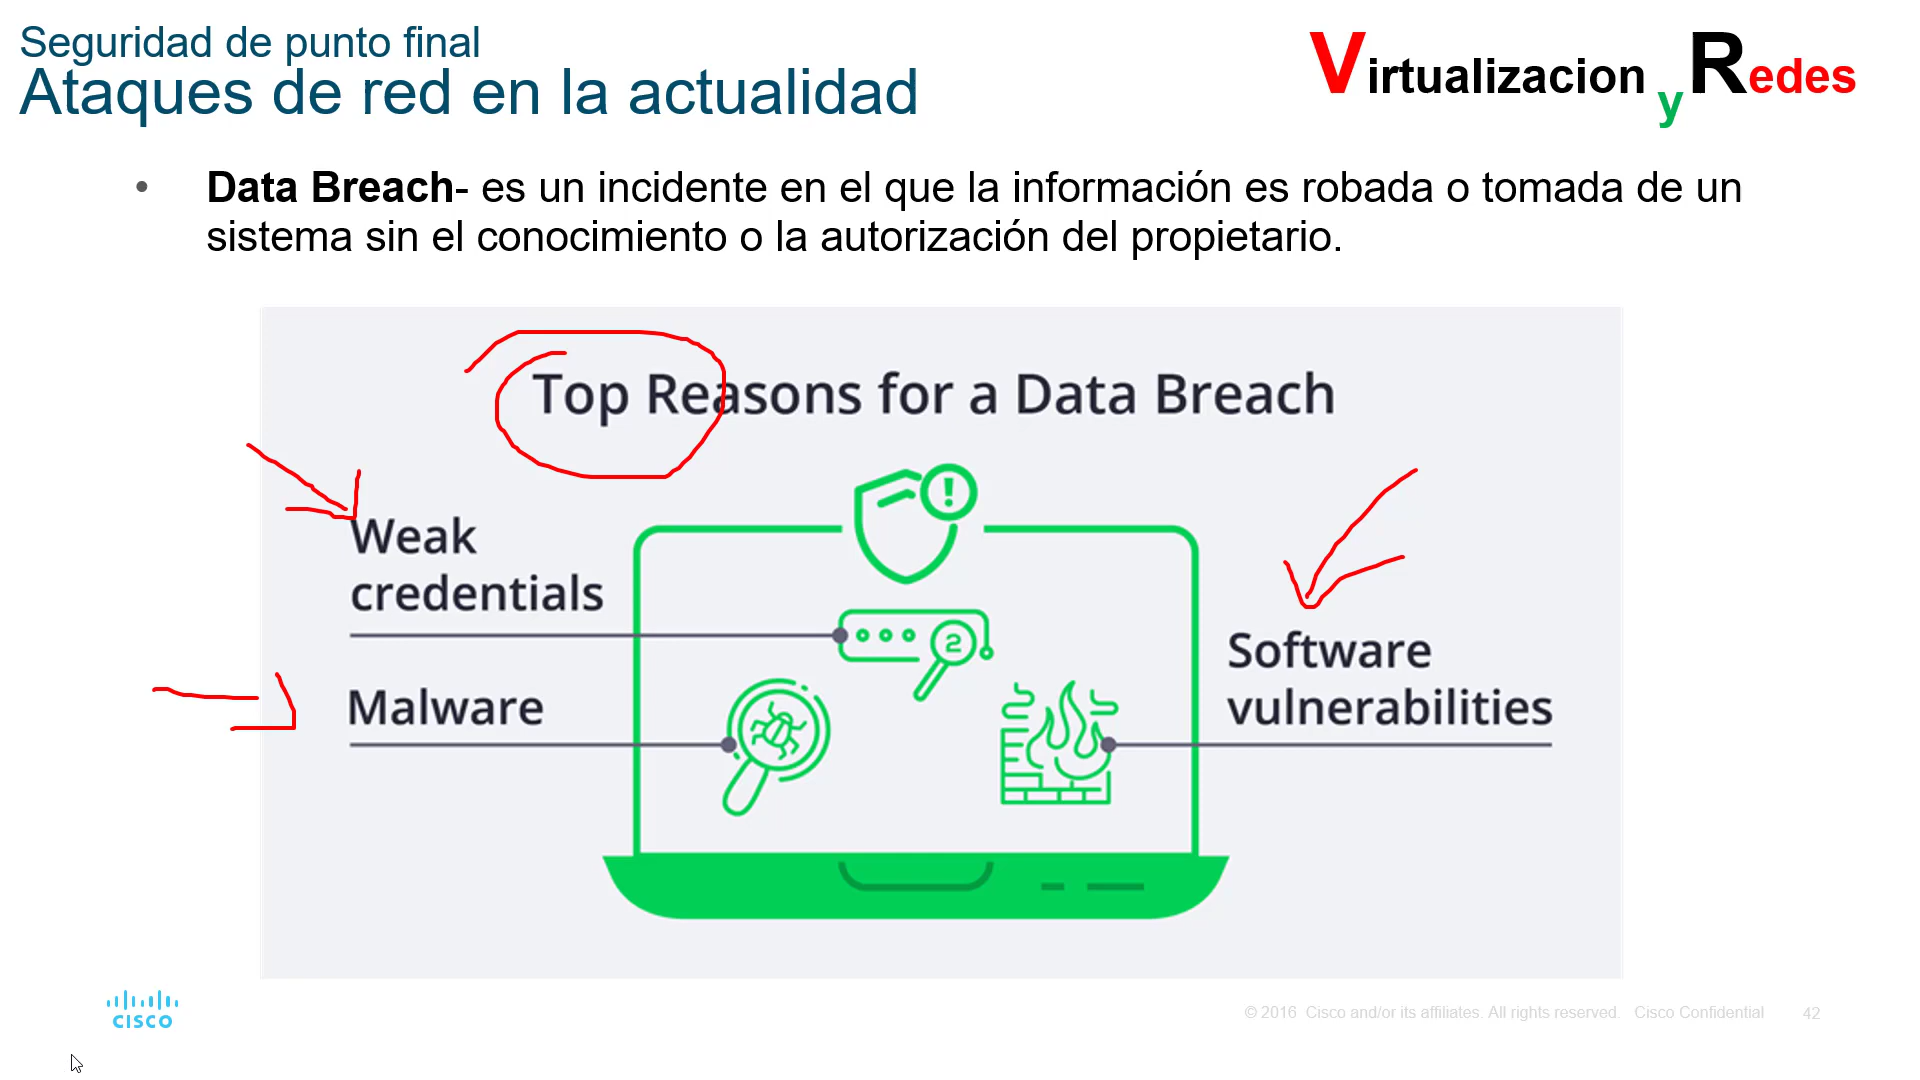 Seguridad de punto final
Ataques de red en la actualidad
Virtualizacion y Redes
• Data Breach- es un incidente en el que la información es robada o tomada de un
sistema sin el conocimiento o la autorización del propietario.
Top Reasons for a Data Breach
!
Weak
credentials
2
Malware
Software
vulnerabilities
CISCO
© 2016 Cisco and/or its affiliates. All rights reserved. Cisco Confidential 42